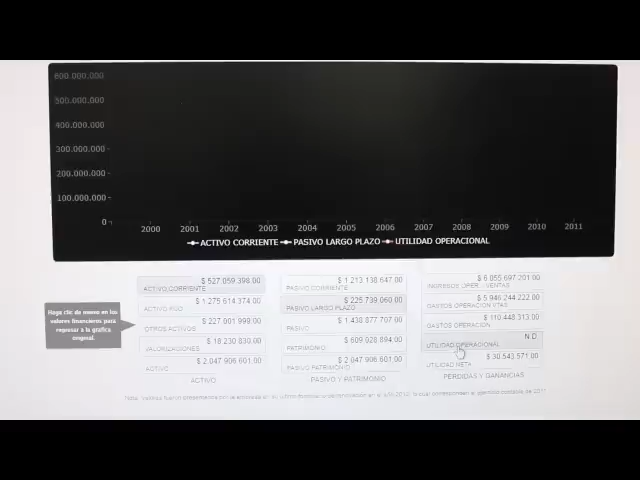 600.000.000
500.000.000
400.000.000
300.000.000
200.000.000
100.000.000
0
2000 2001 2002 2003 2004 2005 2006 2007 2008 2009 2010 2011
ACTIVO CORRIENTE PASIVO LARGO PLAZO UTILIDAD OPERACIONAL
Haga clic de nuevo en los
valores financieros para
regresar a la gráfica
original.
$ 527.059.398.00
ACTIVO CORRIENTE
$ 1.275.614.374.00
ACTIVO FIJO
$ 227.001.998.00
OTROS ACTIVOS
$ 18.230.830.00
VALORIZACIONES
$ 2.047.906.601.00
ACTIVO
ACTIVO
$ 1.213.138.647.00
PASIVO CORRIENTE
$ 225.739.060.00
PASIVO LARGO PLAZO
$ 1.438.877.707.00
PASIVO
$ 609.028.894.00
PATRIMONIO
$ 2.047.906.601.00
PASIVO PATRIMONIO
PASIVO Y PATRIMONIO
$ 6.055.697.201.00
INGRESOS OPER. - VENTAS
$ 5.946.244.222.00
GASTOS OPERACION VTAS
$ 110.448.313.00
GASTOS OPERACION
N.D.
UTILIDAD OPERACIONAL
$ 30.543.571.00
UTILIDAD NETA
PERDIDAS Y GANANCIAS